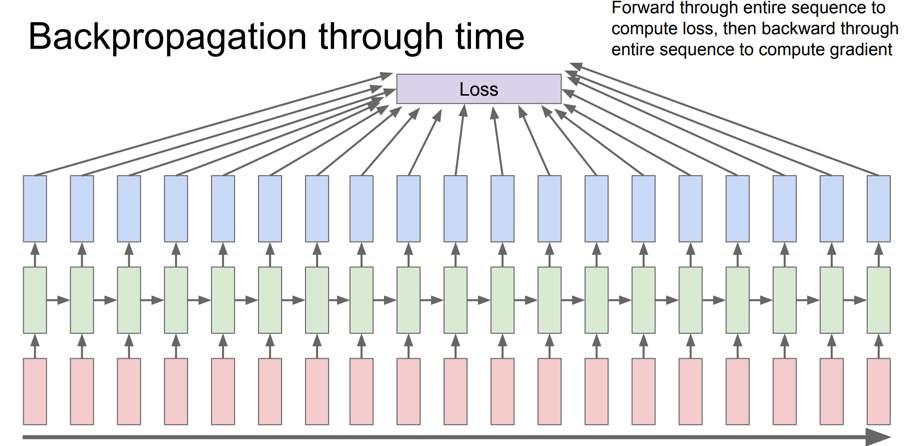 Backpropagation through time
Forward through entire sequence to
compute loss, then backward through
entire sequence to compute gradient
Loss